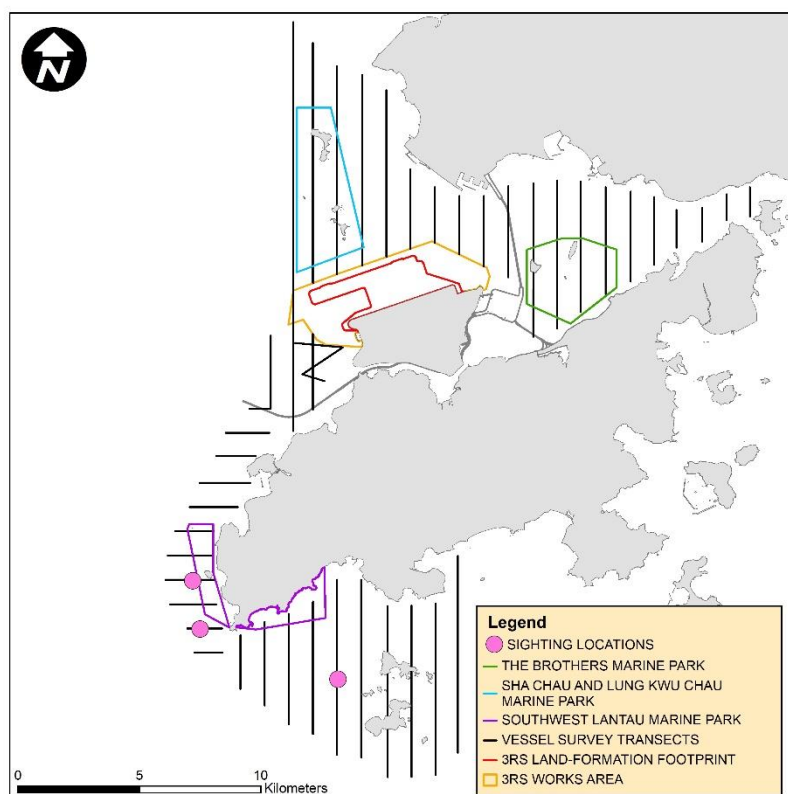 N
Legend
SIGHTING LOCATIONS
THE BROTHERS MARINE PARK
SHA CHAU AND LUNG KWU CHAU
MARINE PARK
SOUTHWEST LANTAU MARINE PARK
VESSEL SURVEY TRANSECTS
3RS LAND-FORMATION FOOTPRINT
3RS WORKS AREA
0 5 10
Kilometers